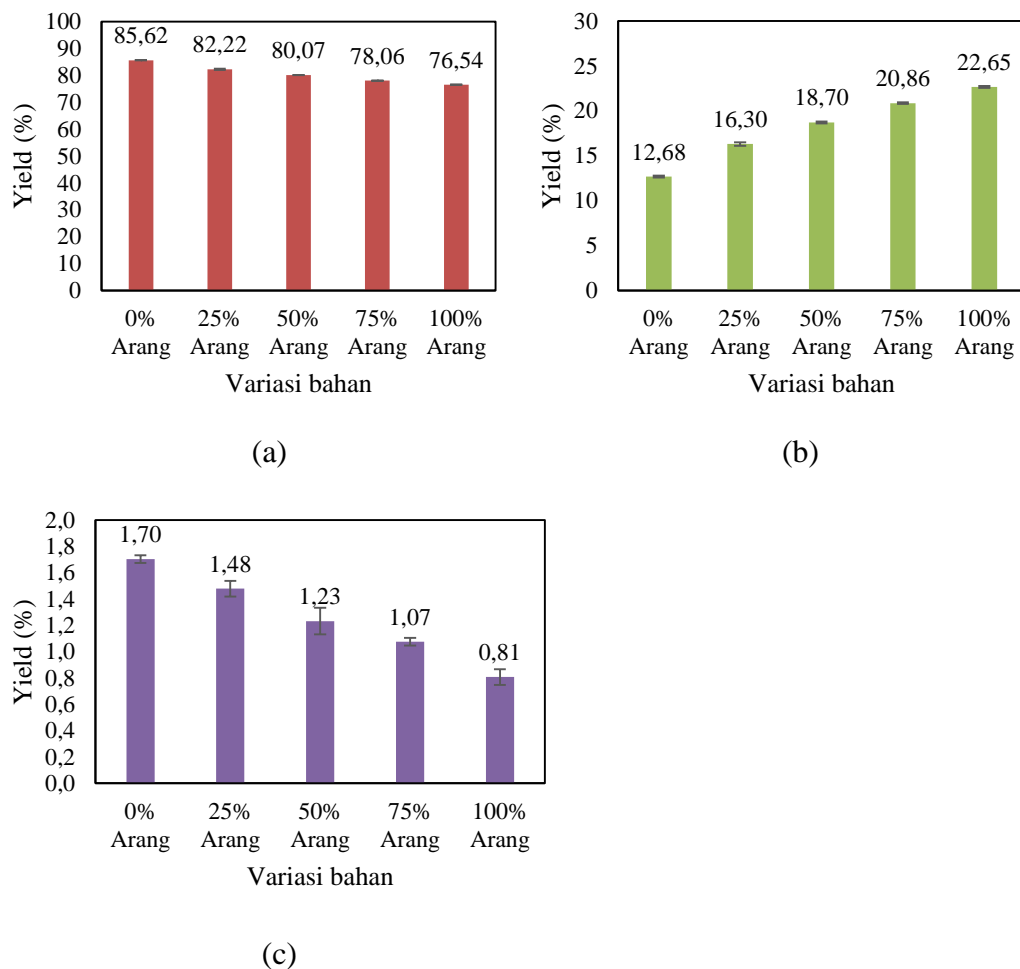 100
90
80
70
60
50
40
30
20
10
0
Yield (%)
85,62
82,22
80,07
78,06
76,54
0% Arang
25% Arang
50% Arang
75% Arang
100% Arang
Variasi bahan
(a)
30
25
20
15
10
5
0
Yield (%)
12,68
16,30
18,70
20,86
22,65
0% Arang
25% Arang
50% Arang
75% Arang
100% Arang
Variasi bahan
(b)
2,0
1,8
1,6
1,4
1,2
1,0
0,8
0,6
0,4
0,2
0,0
Yield (%)
1,70
1,48
1,23
1,07
0,81
0% Arang
25% Arang
50% Arang
75% Arang
100% Arang
Variasi bahan
(c)